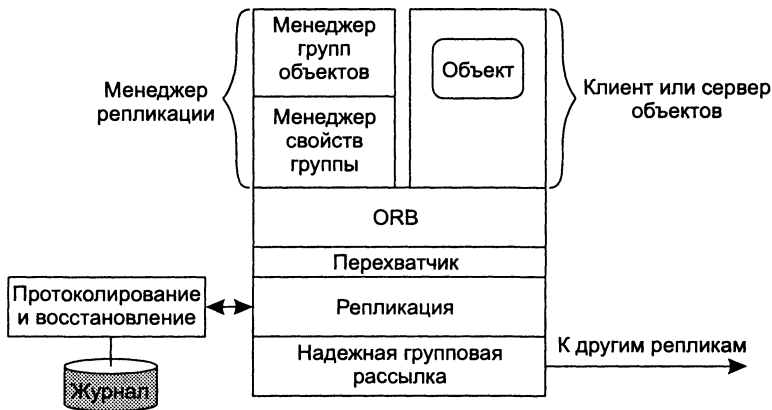 Менеджер
групп
объектов
Объект
Менеджер
репликации
Клиент или сервер
объектов
Менеджер
свойств
группы
ORB
Перехватчик
Протоколирование
и восстановление
Репликация
К другим репликам
Надежная групповая
рассылка
Журнал